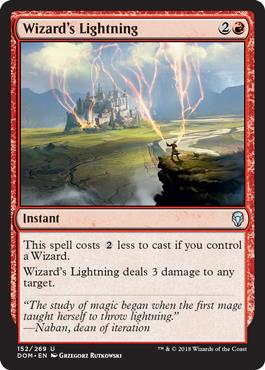 Wizard's Lightning 2
Instant
This spell costs 2 less to cast if you control
a Wizard.
Wizard's Lightning deals 3 damage to any
target.
"The study of magic began when the first mage
taught herself to throw lightning."
—Naban, dean of iteration
152/269 U
DOM • EN Grzegorz Rutkowski
™ & © 2018 Wizards of the Coast